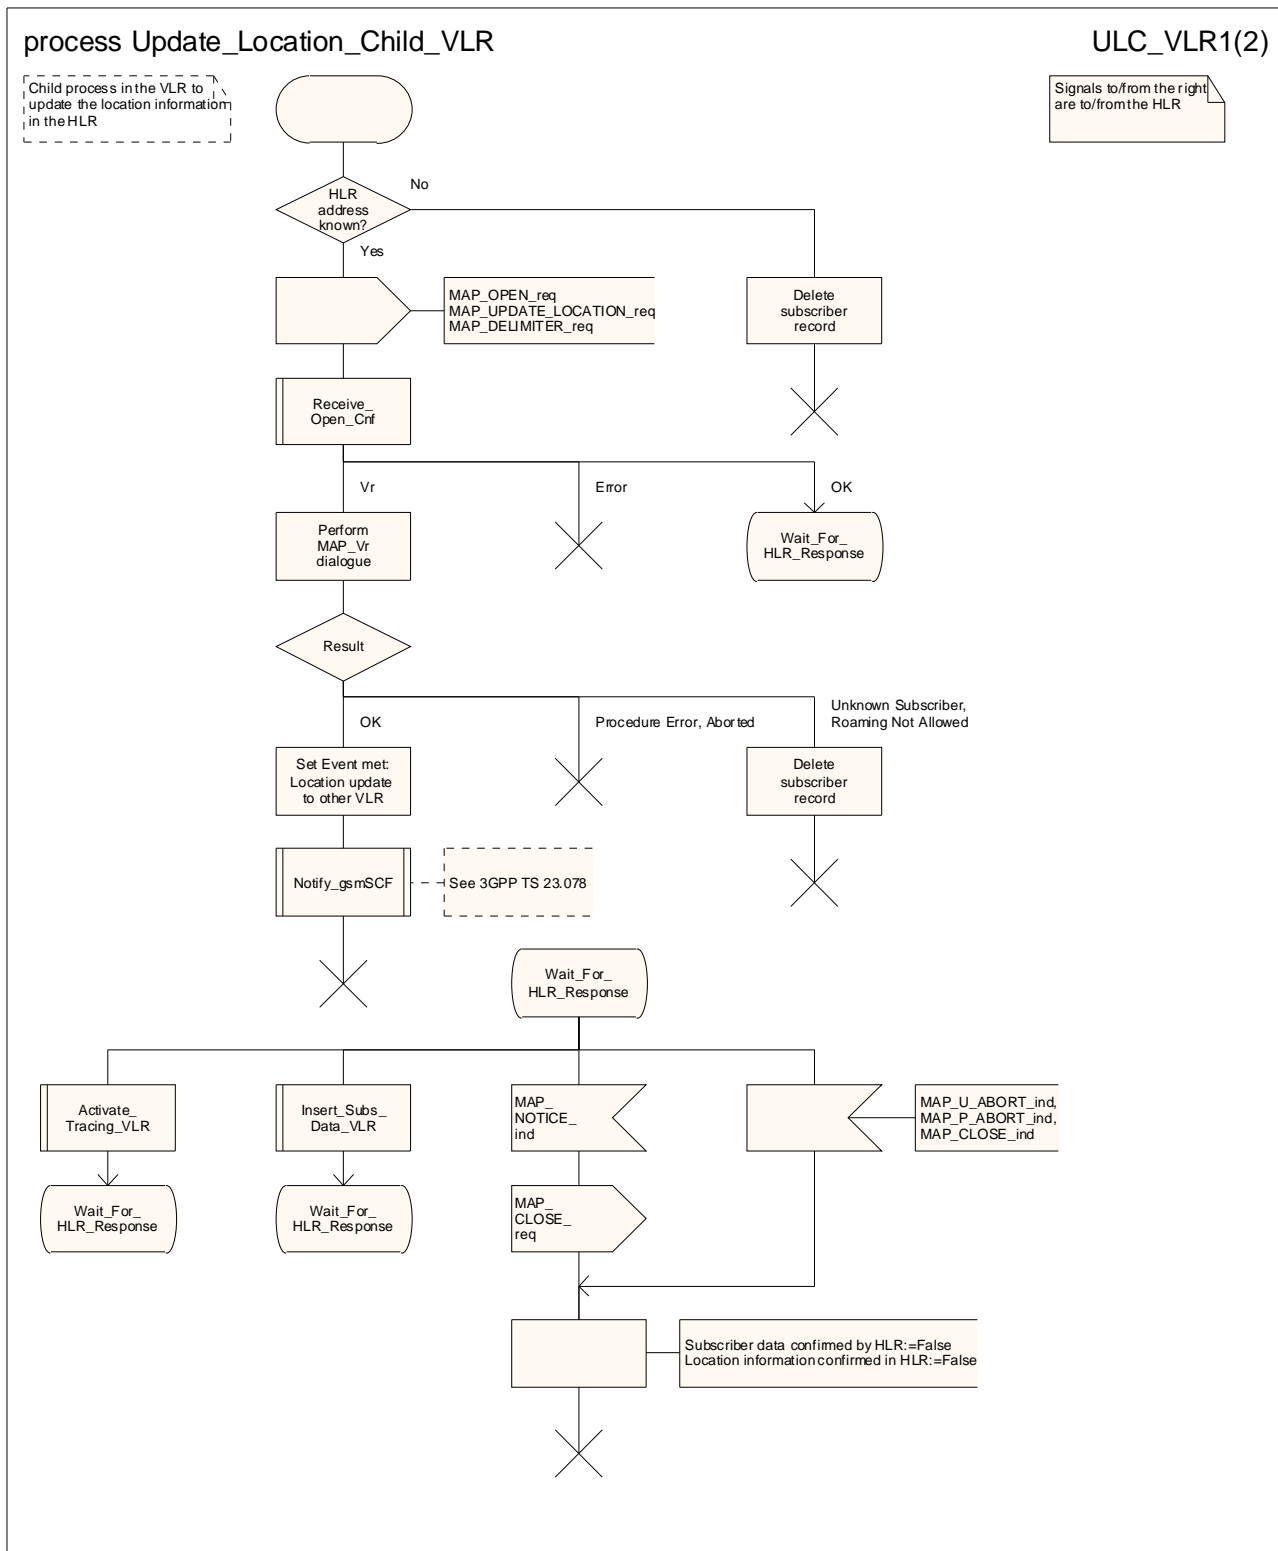 process Update_Location_Child_VLR
ULC_VLR1(2)
Child process in the VLR to
update the location information
in the HLR
Signals to/from the right
are to/from the HLR
HLR
address
known?
No
Yes
MAP_OPEN_req
MAP_UPDATE_LOCATION_req
MAP_DELIMITER_req
Delete
subscriber
record
Receive_
Open_Cnf
Vr
Error
OK
Perform
MAP_Vr
dialogue
Wait_For_
HLR_Response
Result
OK
Procedure Error, Aborted
Unknown Subscriber,
Roaming Not Allowed
Set Event met:
Location update
to other VLR
Delete
subscriber
record
Notify_gsmSCF
See 3GPP TS 23.078
Wait_For_
HLR_Response
Activate_
Tracing_VLR
Insert_Subs_
Data_VLR
MAP_
NOTICE_
ind
MAP_U_ABORT_ind,
MAP_P_ABORT_ind,
MAP_CLOSE_ind
Wait_For_
HLR_Response
Wait_For_
HLR_Response
MAP_
CLOSE_
req
Subscriber data confirmed by HLR:=False
Location information confirmed in HLR:=False